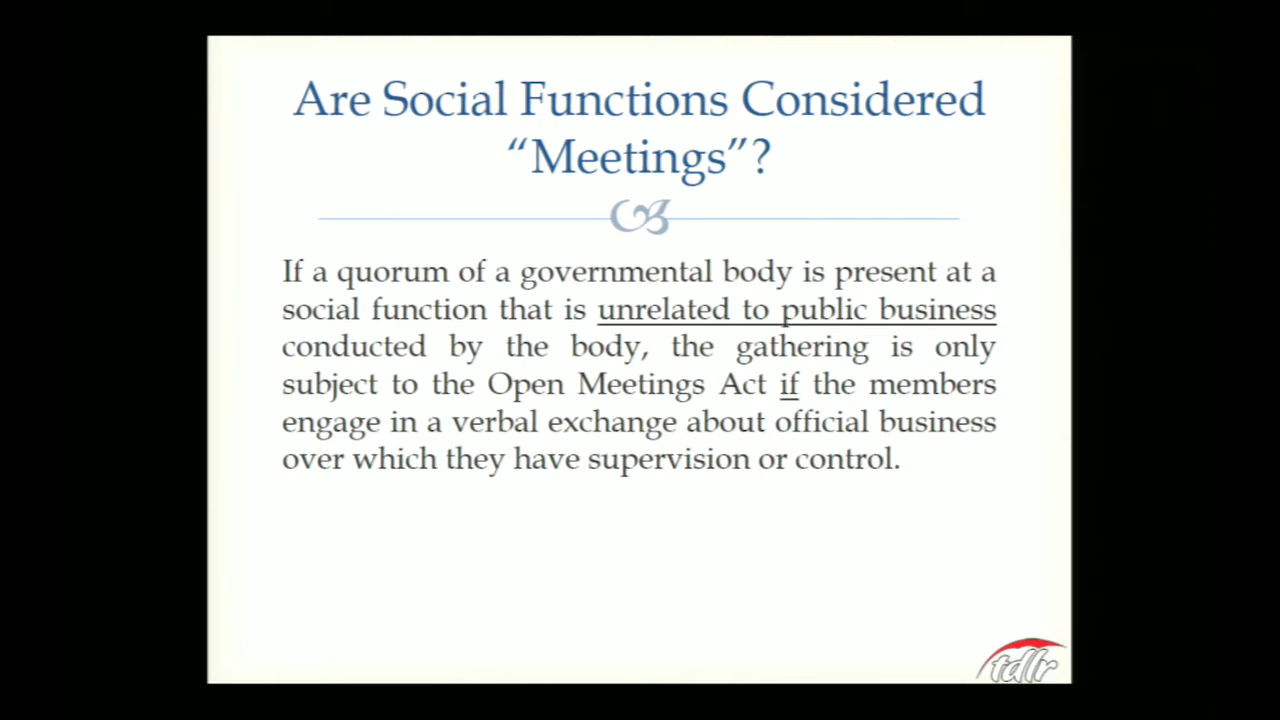 Are Social Functions Considered
“Meetings”?
If a quorum of a governmental body is present at a
social function that is unrelated to public business
conducted by the body, the gathering is only
subject to the Open Meetings Act if the members
engage in a verbal exchange about official business
over which they have supervision or control.
tdlr